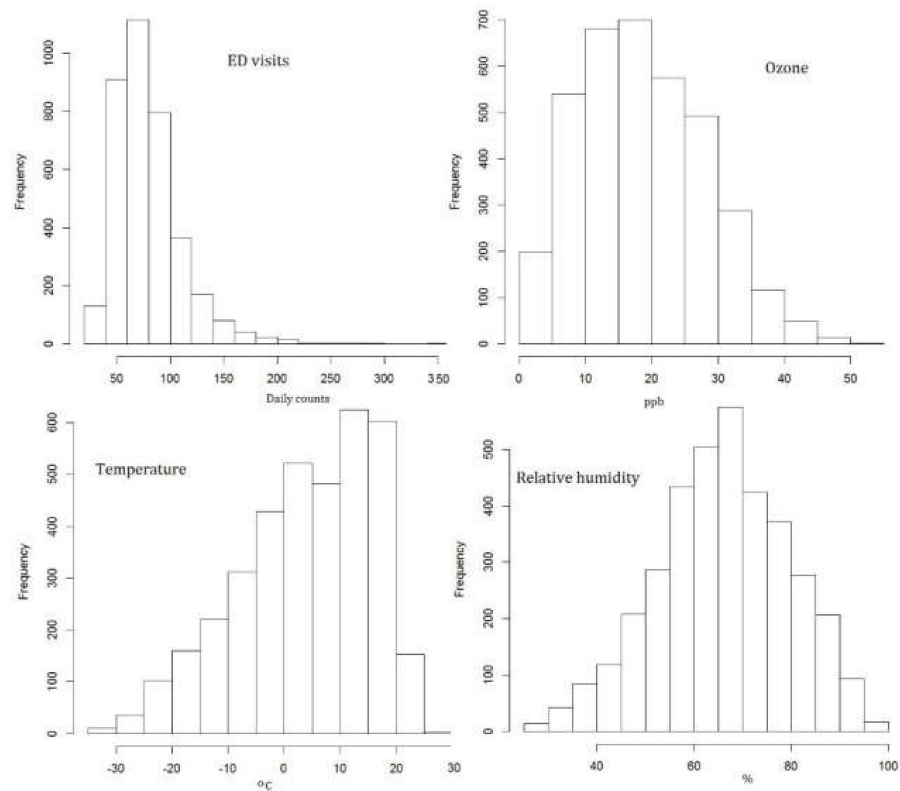 ED visits
Frequency
0 200 400 600 800 1000
50 100 150 200 250 300 350
Daily counts
Ozone
Frequency
0 100 200 300 400 500 600 700
0 10 20 30 40 50
ppb
Temperature
Frequency
0 100 200 300 400 500 600
-30 -20 -10 0 10 20 30
°C
Relative humidity
Frequency
0 100 200 300 400 500
40 60 80 100
%